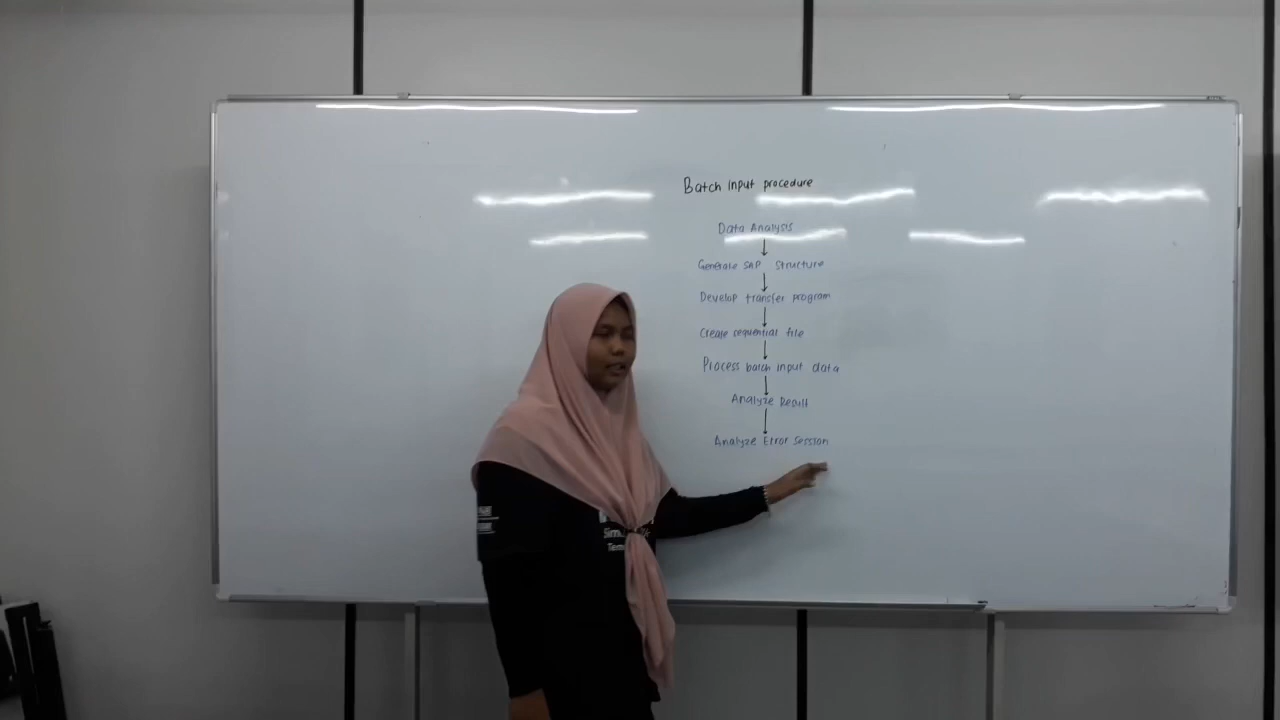 Batch input procedure
Data Analysis
Generate SAP structure
Develop transfer program
Create sequential file
Process batch input data
Analyze Result
Analyze Error Session